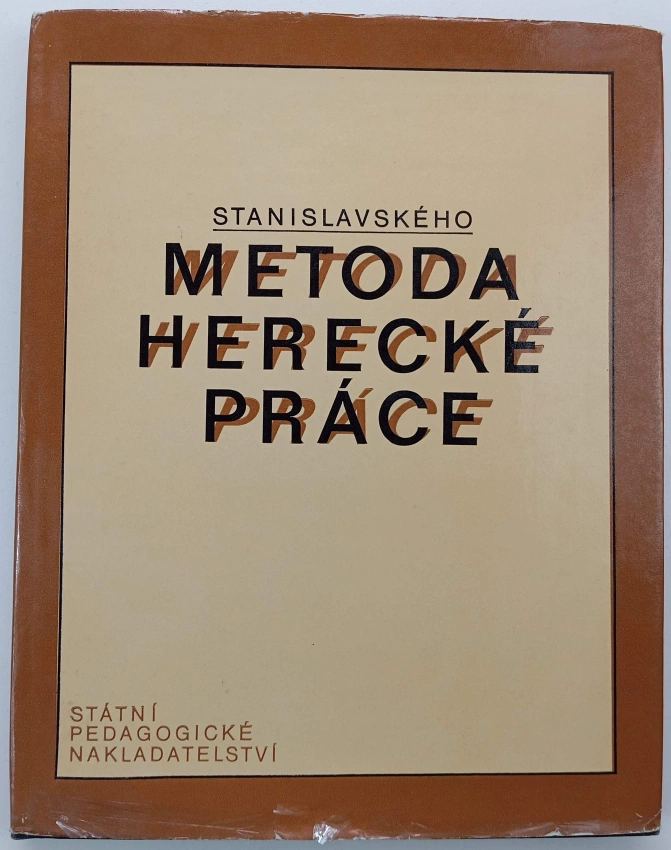 STANISLAVSKÉHO
METODA
HERECKÉ
PRÁCE
STÁTNÍ
PEDAGOGICKÉ
NAKLADATELSTVÍ